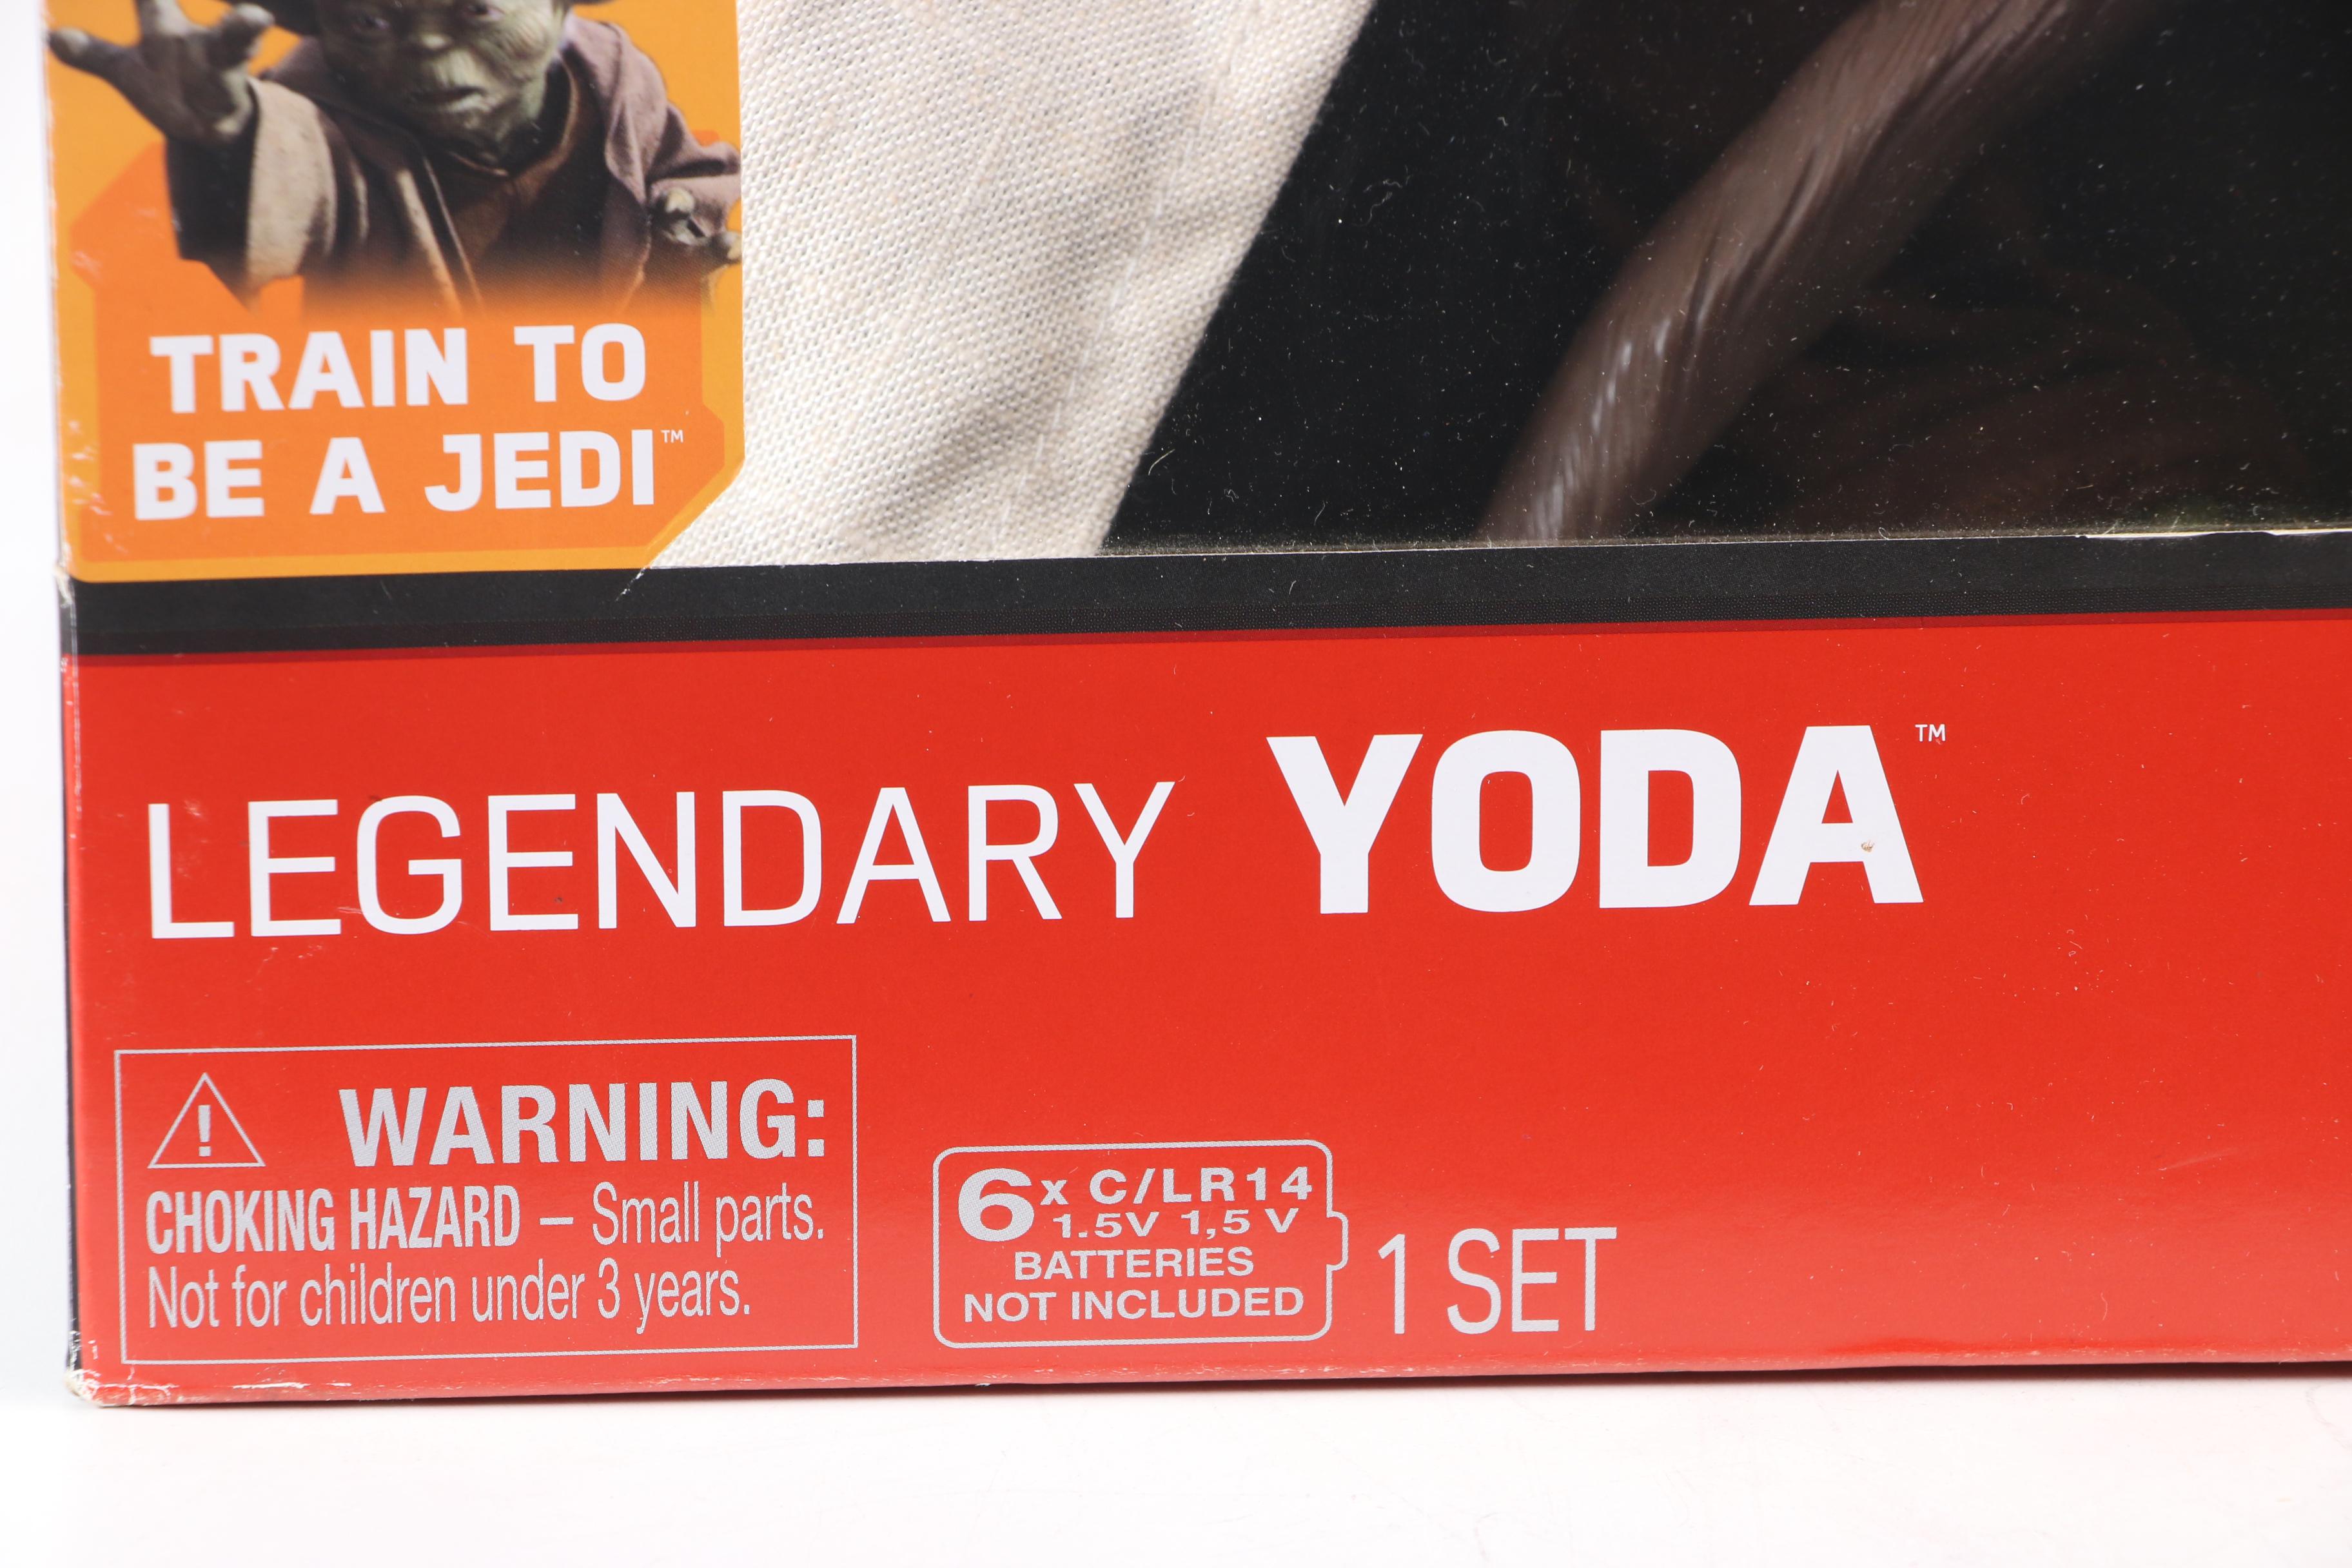 TRAIN TO
BE A JEDI™
LEGENDARY YODA™
⚠ WARNING:
CHOKING HAZARD – Small parts.
Not for children under 3 years.
6x C/LR14
1.5V 1,5 V
BATTERIES
NOT INCLUDED
1 SET